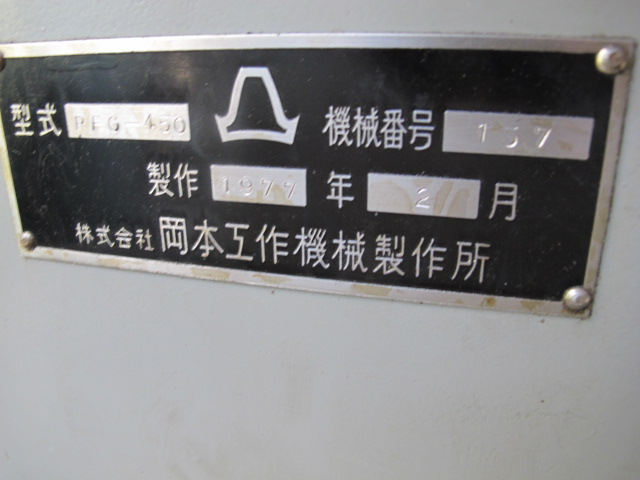 型式 PFG-450 機械番号 157
製作 1977 年 2 月
株式会社 岡本工作機械製作所